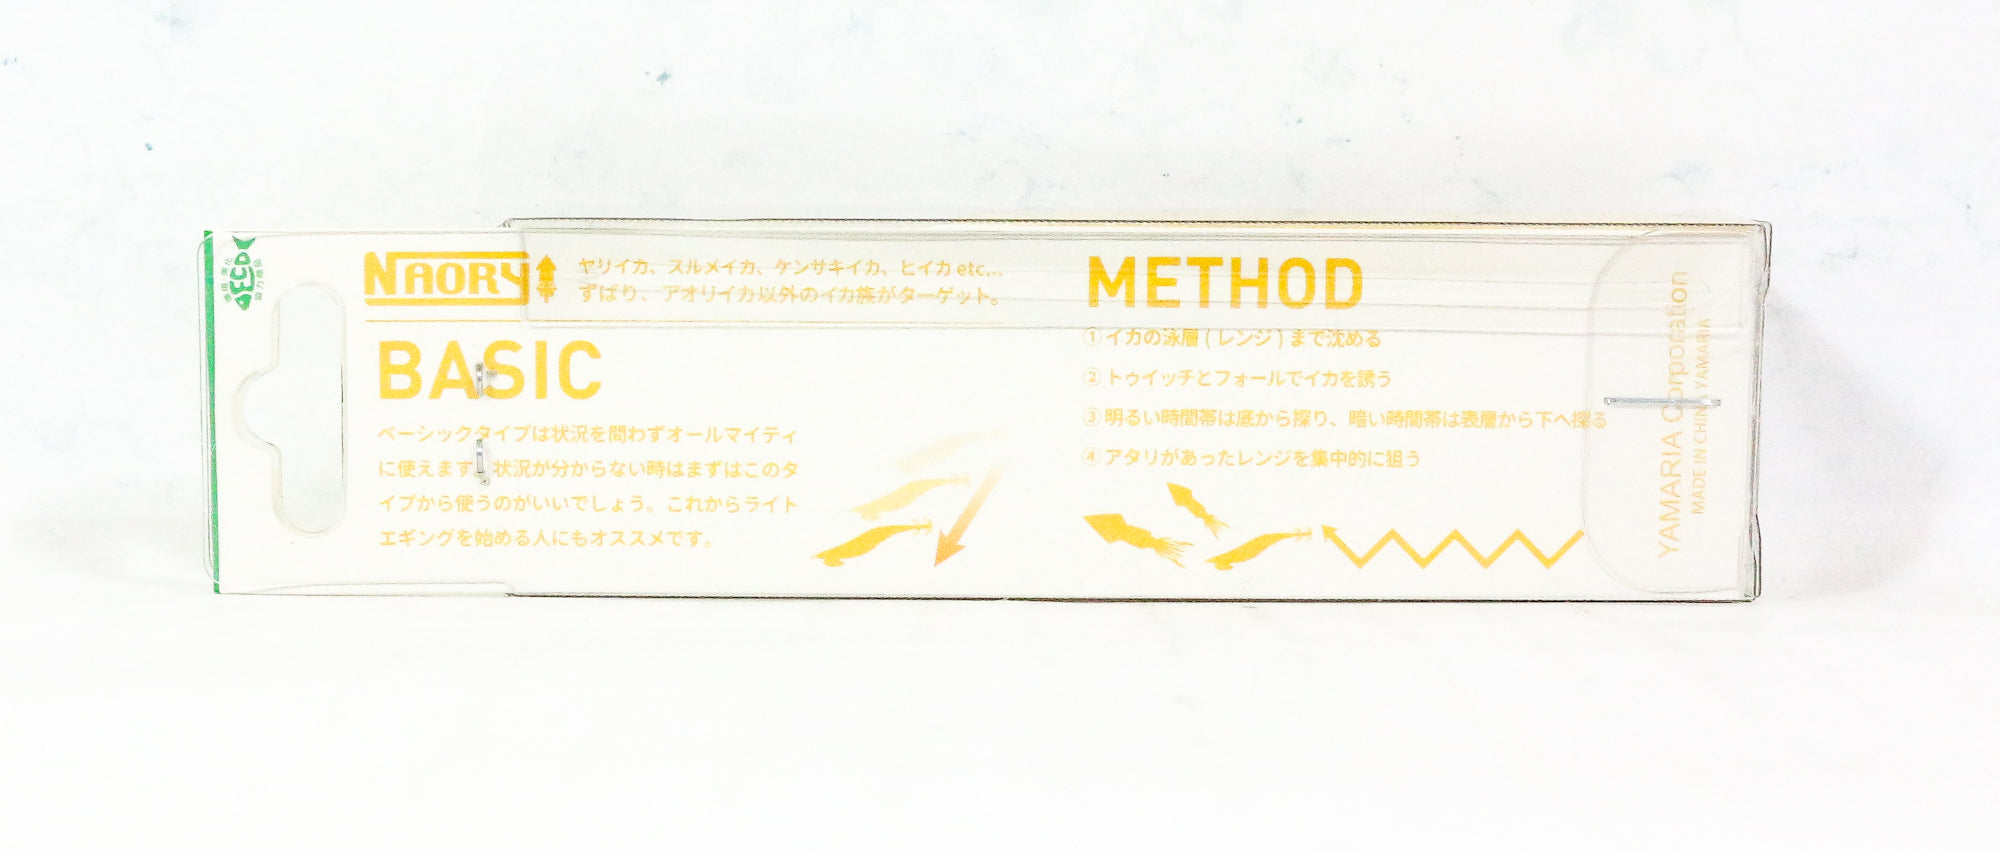 ECO
環境浄化
協力商品
NAORY
ヤリイカ、スルメイカ、ケンサキイカ、ヒイカ etc...
ずばり、アオリイカ以外のイカ族がターゲット。
BASIC
ベーシックタイプは状況を問わずオールマイティ
に使えます。状況が分からない時はまずはこのタ
イプから使うのがいいでしょう。これからライト
エギングを始める人にもオススメです。
METHOD
①イカの泳層 ( レンジ ) まで沈める
②トゥイッチとフォールでイカを誘う
③明るい時間帯は底から探り、暗い時間帯は表層から下へ探る
④アタリがあったレンジを集中的に狙う
YAMARIA Corporation
MADE IN CHINA YAMARIA